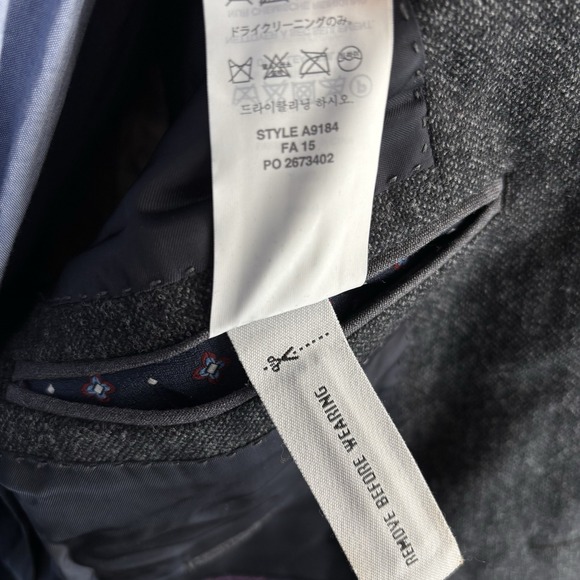 ドライクリーニングのみ
드라이클리닝 하시오.
STYLE A9184
FA 15
PO 2673402
REMOVE BEFORE WEARING